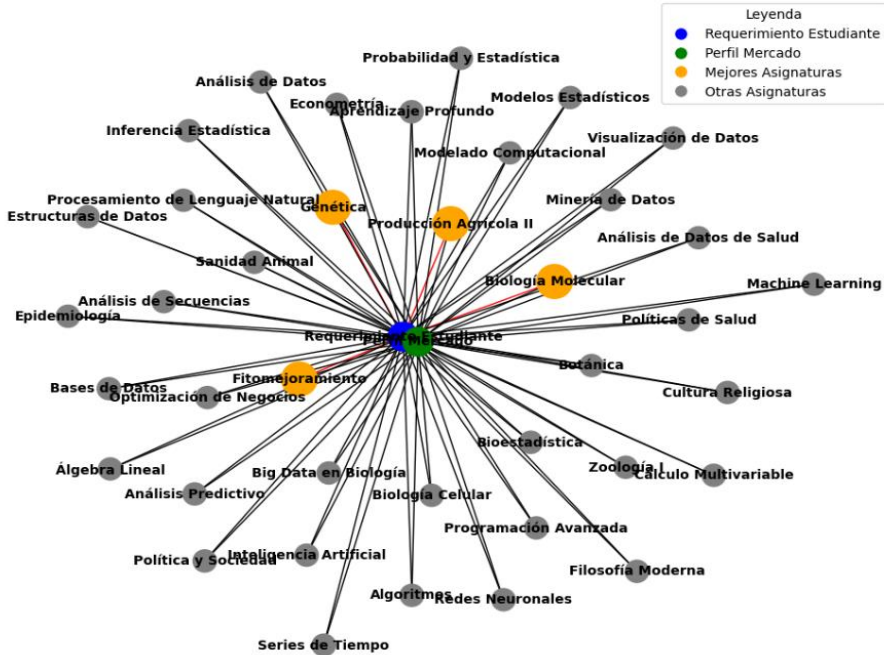 Leyenda
Requerimiento Estudiante
Perfil Mercado
Mejores Asignaturas
Otras Asignaturas
Probabilidad y Estadística
Análisis de Datos
Econometría
Aprendizaje Profundo
Modelos Estadísticos
Inferencia Estadística
Visualización de Datos
Modelado Computacional
Procesamiento de Lenguaje Natural
Genética
Minería de Datos
Estructuras de Datos
Producción Agrícola II
Análisis de Datos de Salud
Sanidad Animal
Biología Molecular
Machine Learning
Análisis de Secuencias
Epidemiología
Políticas de Salud
Requerimiento Estudiante
Perfil Mercado
Botánica
Fitomejoramiento
Bases de Datos
Optimización de Negocios
Cultura Religiosa
Bioestadística
Álgebra Lineal
Big Data en Biología
Zoología I
Cálculo Multivariable
Análisis Predictivo
Biología Celular
Programación Avanzada
Política y Sociedad
Inteligencia Artificial
Filosofía Moderna
Algoritmos
Redes Neuronales
Series de Tiempo